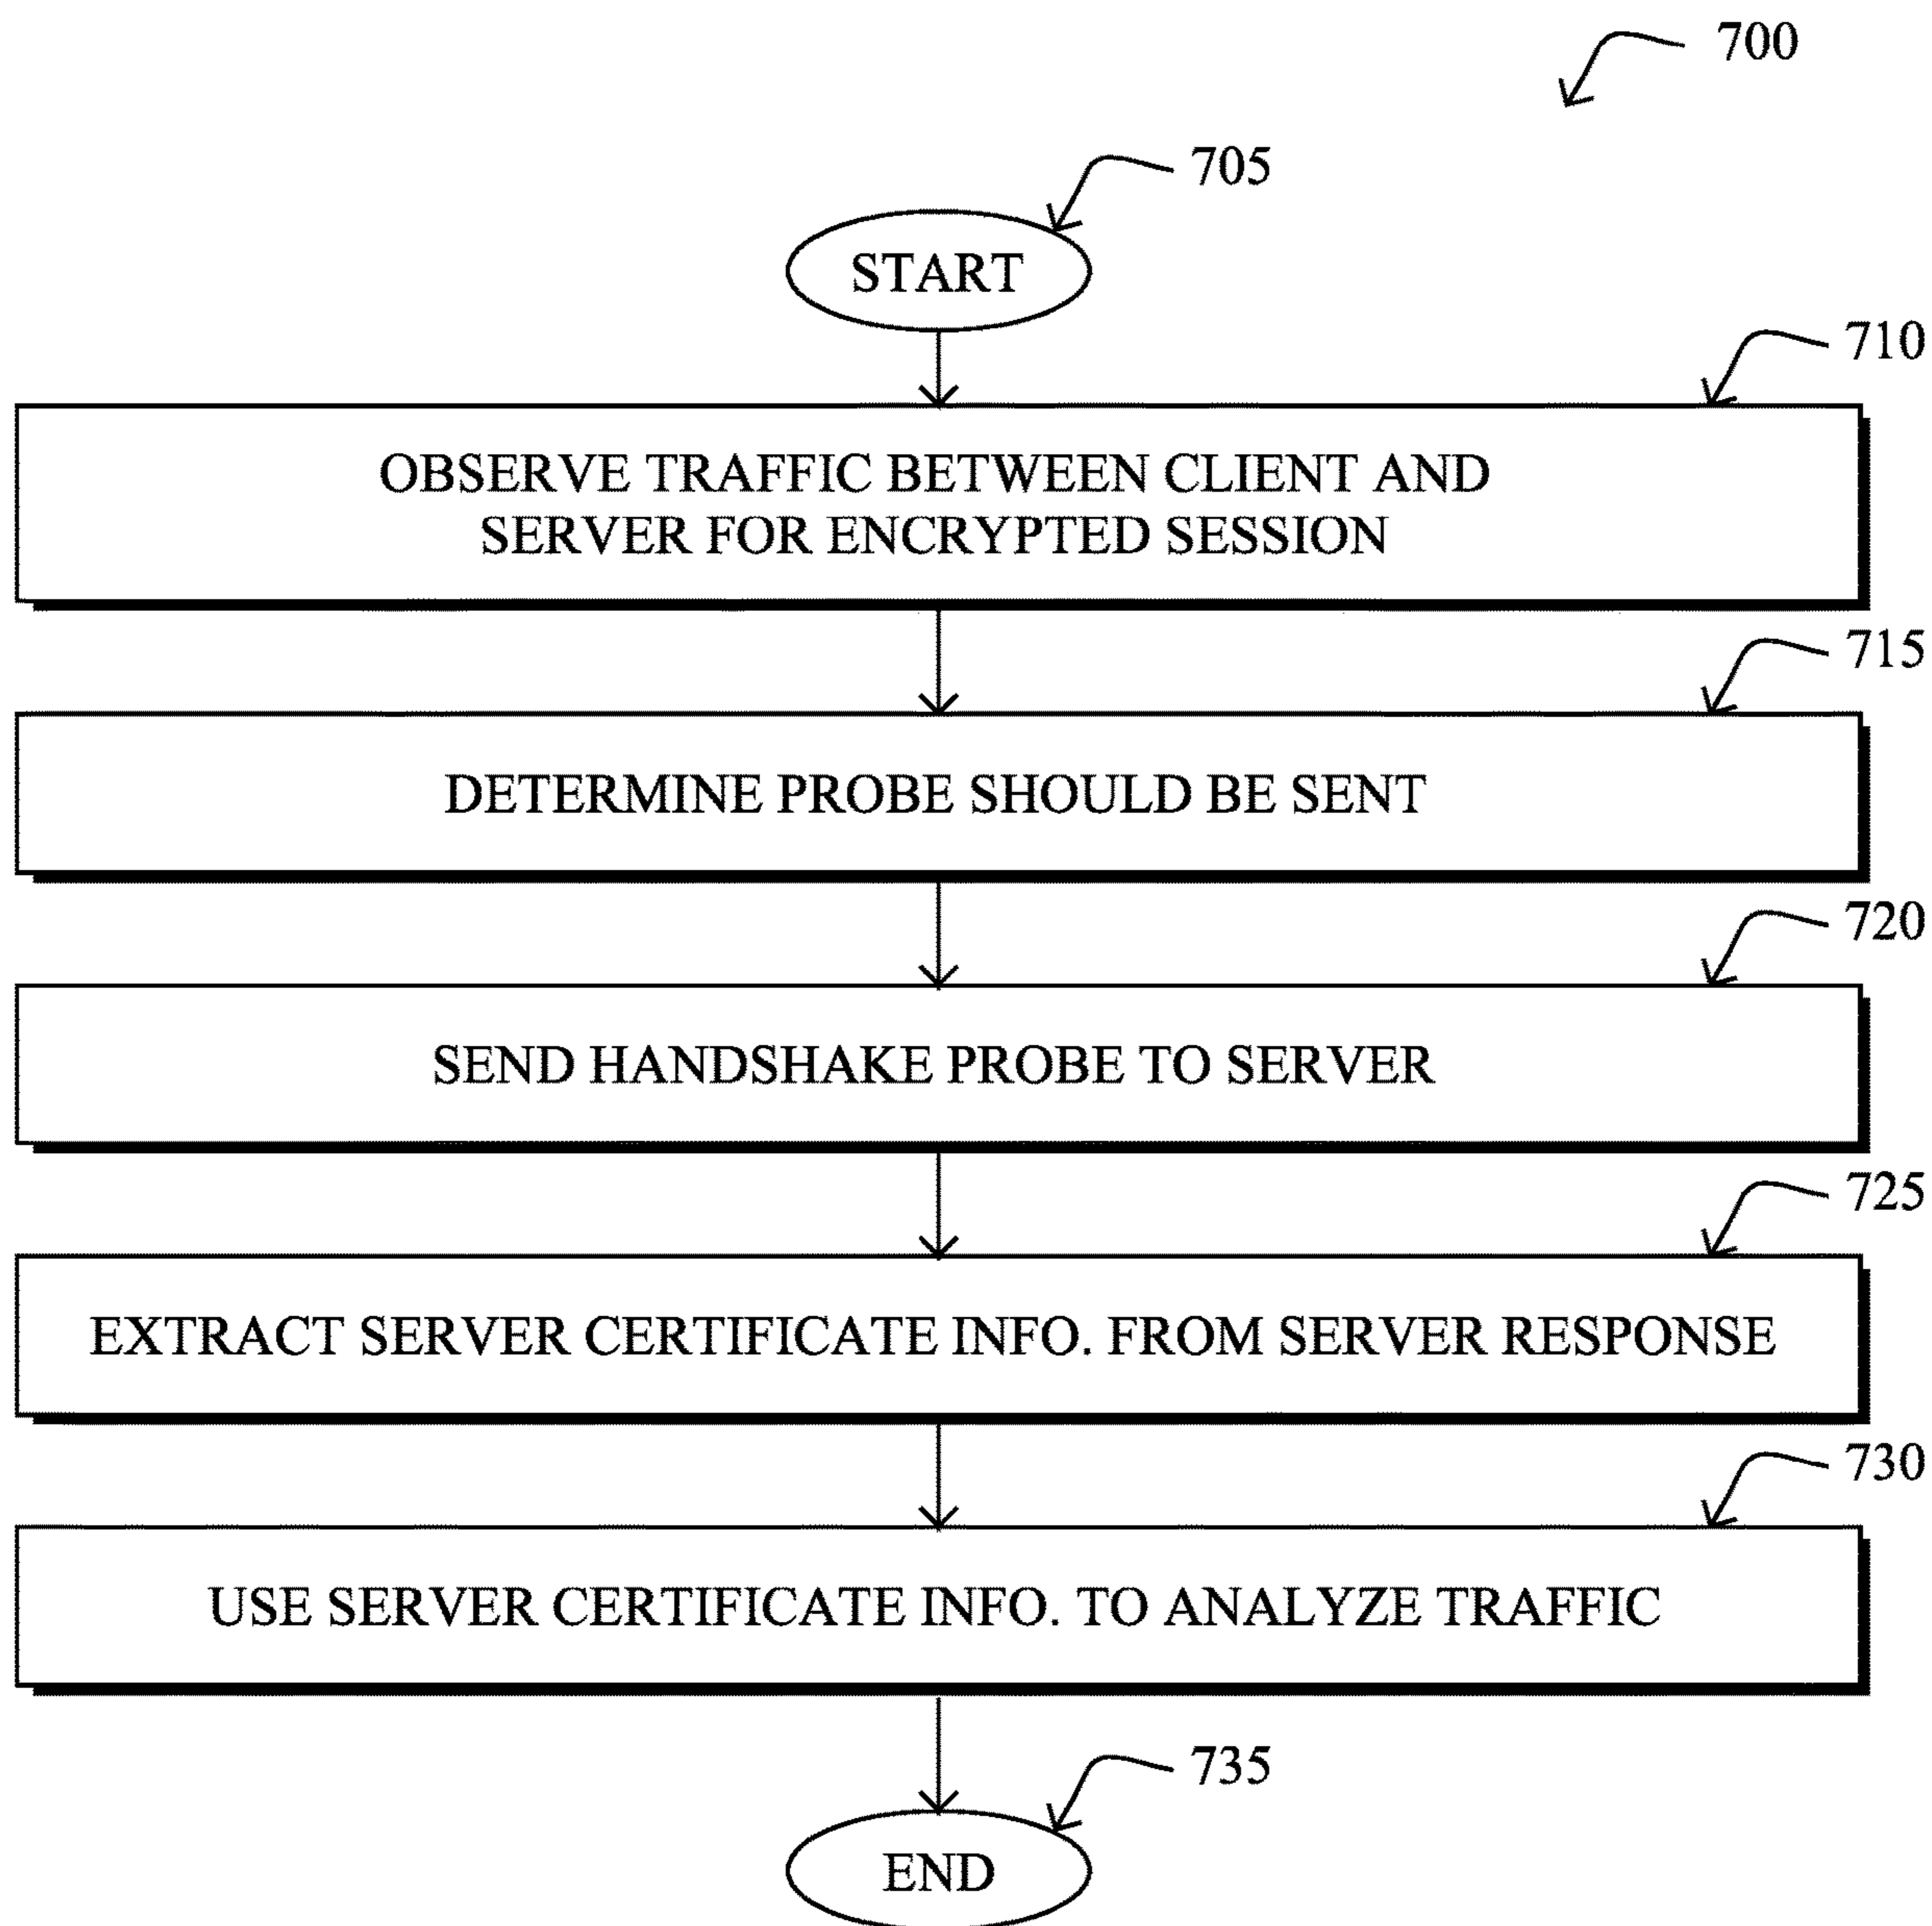 700
705
START
710
OBSERVE TRAFFIC BETWEEN CLIENT AND
SERVER FOR ENCRYPTED SESSION
715
DETERMINE PROBE SHOULD BE SENT
720
SEND HANDSHAKE PROBE TO SERVER
725
EXTRACT SERVER CERTIFICATE INFO. FROM SERVER RESPONSE
730
USE SERVER CERTIFICATE INFO. TO ANALYZE TRAFFIC
735
END